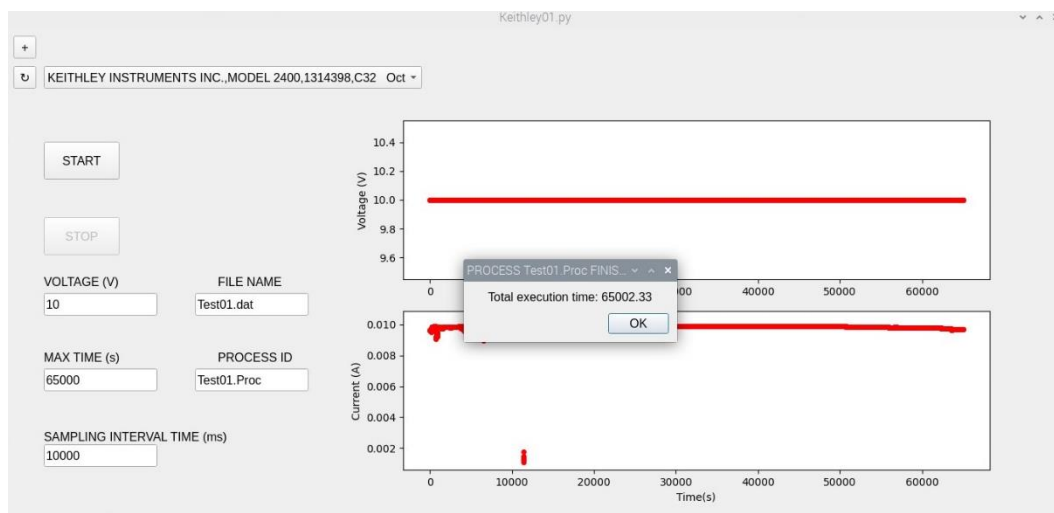 Keithley01.py
+
KEITHLEY INSTRUMENTS INC.,MODEL 2400,1314398,C32 Oct
START
STOP
VOLTAGE (V)
FILE NAME
10
Test01.dat
MAX TIME (s)
PROCESS ID
65000
Test01.Proc
SAMPLING INTERVAL TIME (ms)
10000
10.4
10.2
10.0
9.8
9.6
Voltage (V)
0
000 40000 50000 60000
PROCESS Test01.Proc FINIS...
Total execution time: 65002.33
OK
0.010
0.008
0.006
0.004
0.002
Current (A)
0 10000 20000 30000 40000 50000 60000
Time(s)